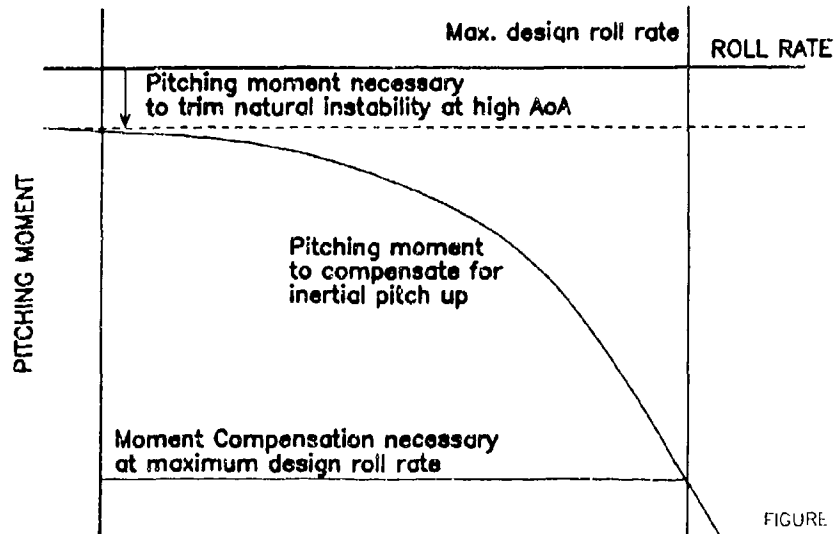 Max. design roll rate
ROLL RATE
Pitching moment necessary
to trim natural instability at high AoA
PITCHING MOMENT
Pitching moment
to compensate for
inertial pitch up
Moment Compensation necessary
at maximum design roll rate
FIGURE